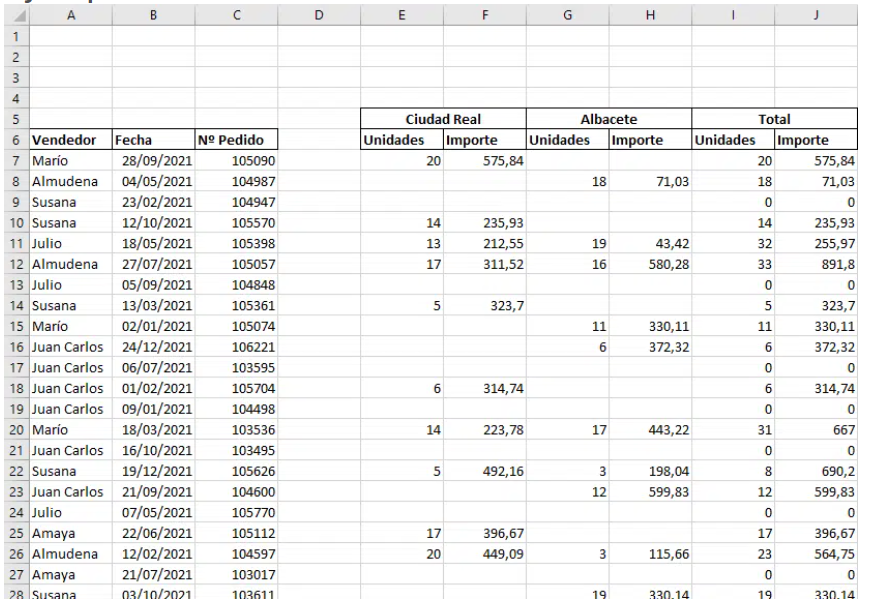 A B C D E F G H I J
1
2
3
4
5 Ciudad Real Albacete Total
6 Vendedor Fecha Nº Pedido Unidades Importe Unidades Importe Unidades Importe
7 Marío 28/09/2021 105090 20 575,84 20 575,84
8 Almudena 04/05/2021 104987 18 71,03 18 71,03
9 Susana 23/02/2021 104947 0 0
10 Susana 12/10/2021 105570 14 235,93 14 235,93
11 Julio 18/05/2021 105398 13 212,55 19 43,42 32 255,97
12 Almudena 27/07/2021 105057 17 311,52 16 580,28 33 891,8
13 Julio 05/09/2021 104848 0 0
14 Susana 13/03/2021 105361 5 323,7 5 323,7
15 Marío 02/01/2021 105074 11 330,11 11 330,11
16 Juan Carlos 24/12/2021 106221 6 372,32 6 372,32
17 Juan Carlos 06/07/2021 103595 0 0
18 Juan Carlos 01/02/2021 105704 6 314,74 6 314,74
19 Juan Carlos 09/01/2021 104498 0 0
20 Marío 18/03/2021 103536 14 223,78 17 443,22 31 667
21 Juan Carlos 16/10/2021 103495 0 0
22 Susana 19/12/2021 105626 5 492,16 3 198,04 8 690,2
23 Juan Carlos 21/09/2021 104600 12 599,83 12 599,83
24 Julio 07/05/2021 105770 0 0
25 Amaya 22/06/2021 105112 17 396,67 17 396,67
26 Almudena 12/02/2021 104597 20 449,09 3 115,66 23 564,75
27 Amaya 21/07/2021 103017 0 0
28 Susana 03/10/2021 103611 19 330,14 19 330,14